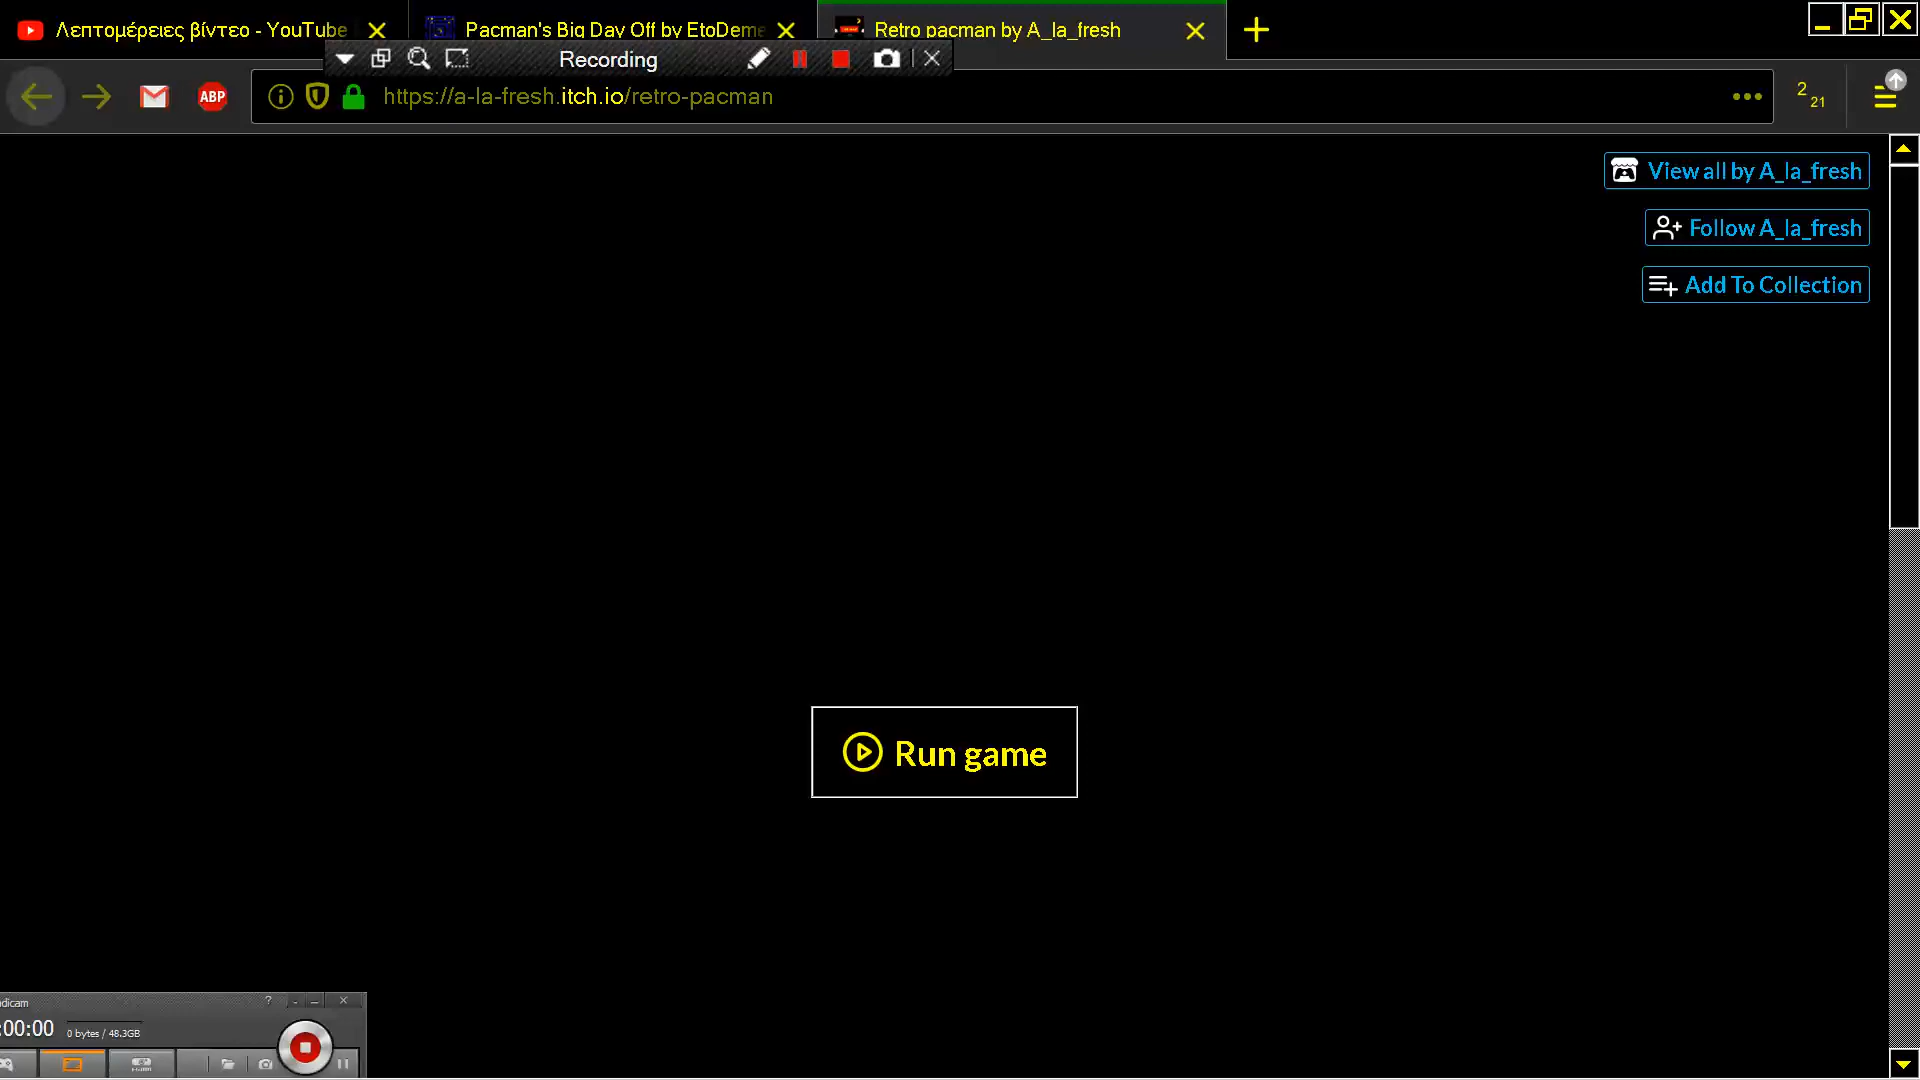 Λεπτομέρειες βίντεο - YouTube
Pacman's Big Day Off by EtoDeme
Retro pacman by A_la_fresh
Recording
ABP
https://a-la-fresh.itch.io/retro-pacman
2
21
View all by A_la_fresh
Follow A_la_fresh
Add To Collection
Run game
dicam
?
:00:00
0 bytes / 48.3GB